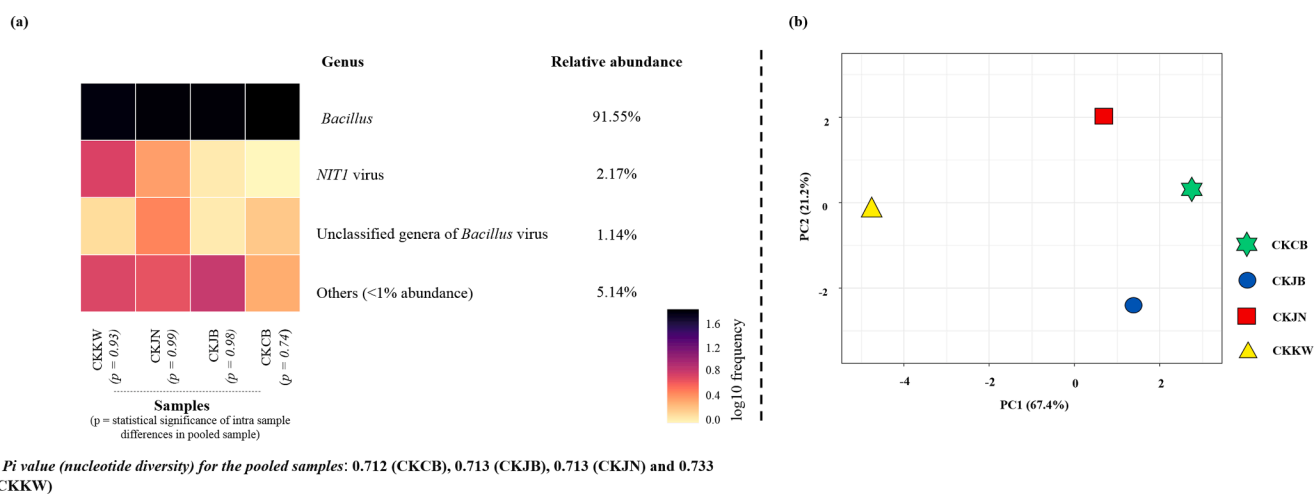 (a)
(b)
Genus
Relative abundance
Bacillus
91.55%
NIT1 virus
2.17%
Unclassified genera of Bacillus virus
1.14%
Others (<1% abundance)
5.14%
CKKW
(p = 0.93)
CKJN
(p = 0.99)
CKJB
(p = 0.98)
CKCB
(p = 0.74)
Samples
(p = statistical significance of intra sample
differences in pooled sample)
1.6
1.2
0.8
0.4
0.0
log10 frequency
2
0
-2
PC2 (21.2%)
-4
-2
0
2
PC1 (67.4%)
CKCB
CKJB
CKJN
CKKW
Pi value (nucleotide diversity) for the pooled samples: 0.712 (CKCB), 0.713 (CKJB), 0.713 (CKJN) and 0.733
CKKW)